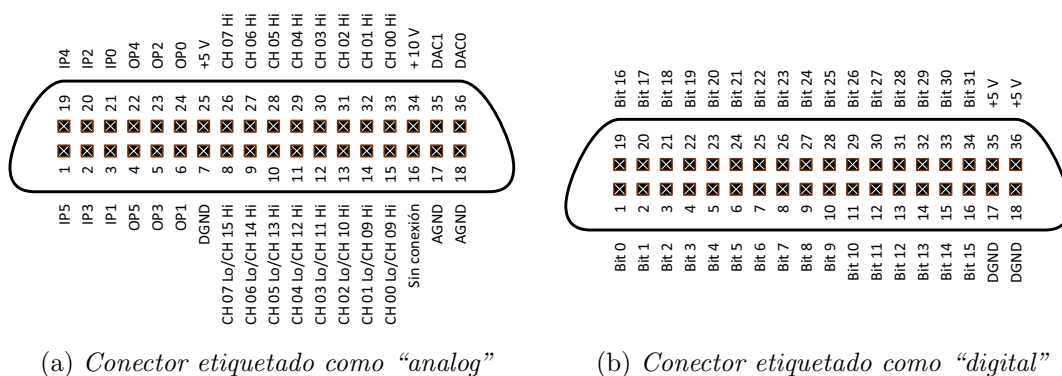 IP4 IP2 IP0 OP4 OP2 OP0 +5 V CH 07 Hi CH 06 Hi CH 05 Hi CH 04 Hi CH 03 Hi CH 02 Hi CH 01 Hi CH 00 Hi +10 V DAC1 DAC0
19 20 21 22 23 24 25 26 27 28 29 30 31 32 33 34 35 36
1 2 3 4 5 6 7 8 9 10 11 12 13 14 15 16 17 18
IP5 IP3 IP1 OP5 OP3 OP1 DGND CH 07 Lo/CH 15 Hi CH 06 Lo/CH 14 Hi CH 05 Lo/CH 13 Hi CH 04 Lo/CH 12 Hi CH 03 Lo/CH 11 Hi CH 02 Lo/CH 10 Hi CH 01 Lo/CH 09 Hi CH 00 Lo/CH 09 Hi Sin conexión AGND AGND
(a) Conector etiquetado como “analog”
Bit 16 Bit 17 Bit 18 Bit 19 Bit 20 Bit 21 Bit 22 Bit 23 Bit 24 Bit 25 Bit 26 Bit 27 Bit 28 Bit 29 Bit 30 Bit 31 +5 V +5 V
19 20 21 22 23 24 25 26 27 28 29 30 31 32 33 34 35 36
1 2 3 4 5 6 7 8 9 10 11 12 13 14 15 16 17 18
Bit 0 Bit 1 Bit 2 Bit 3 Bit 4 Bit 5 Bit 6 Bit 7 Bit 8 Bit 9 Bit 10 Bit 11 Bit 12 Bit 13 Bit 14 Bit 15 DGND DGND
(b) Conector etiquetado como “digital”